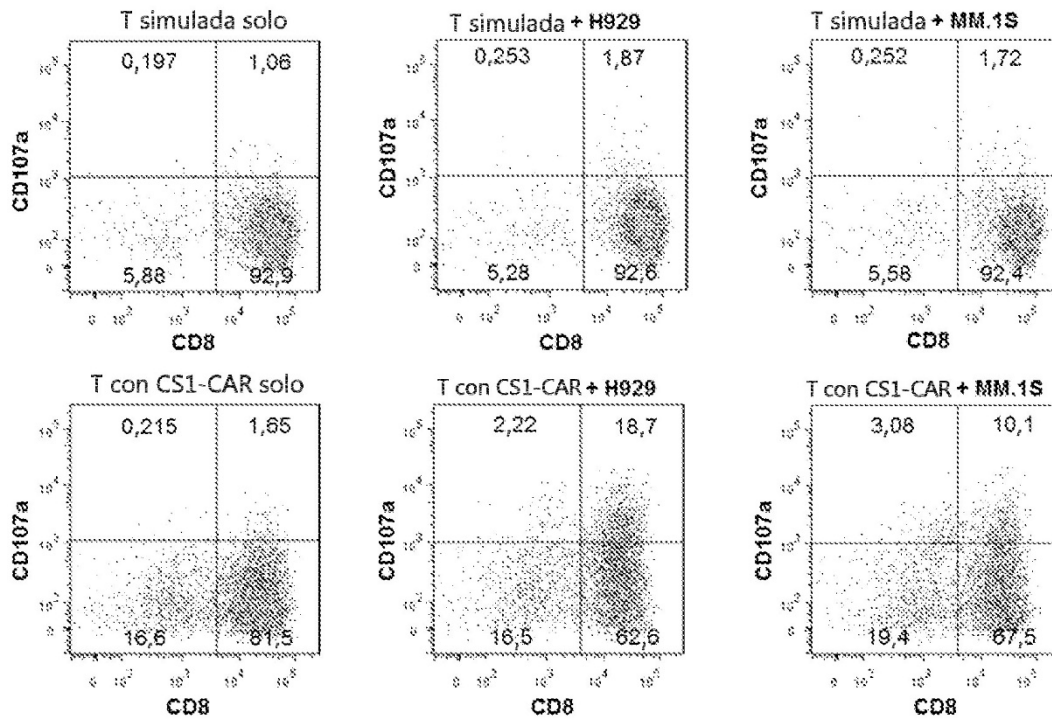 T simulada solo
T simulada + H929
T simulada + MM.1S
0,197 1,06
5,88 92,9
CD107a
CD8
0,253 1,87
5,28 92,6
CD107a
CD8
0,252 1,72
5,58 92,4
CD107a
CD8
T con CS1-CAR solo
T con CS1-CAR + H929
T con CS1-CAR + MM.1S
0,215 1,65
16,6 81,5
CD107a
CD8
2,22 18,7
16,5 62,6
CD107a
CD8
3,08 10,1
19,4 67,5
CD107a
CD8